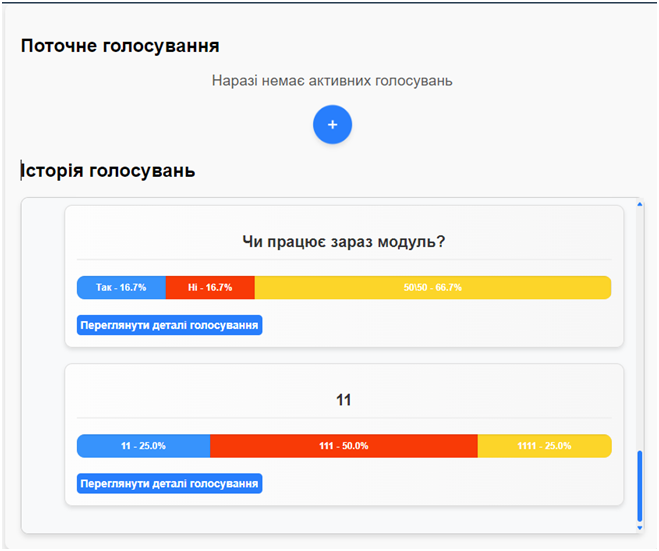 Поточне голосування
Наразі немає активних голосувань
+
Історія голосувань
Чи працює зараз модуль?
Так - 16.7% Ні - 16.7% 50\50 - 66.7%
Переглянути деталі голосування
11
11 - 25.0% 111 - 50.0% 1111 - 25.0%
Переглянути деталі голосування